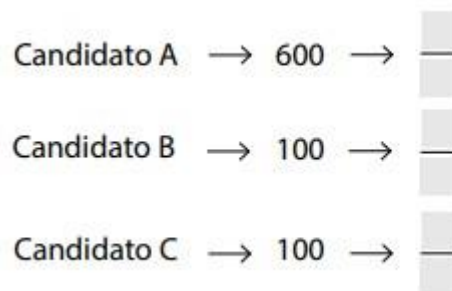 Candidato A → 600 →
Candidato B → 100 →
Candidato C → 100 →